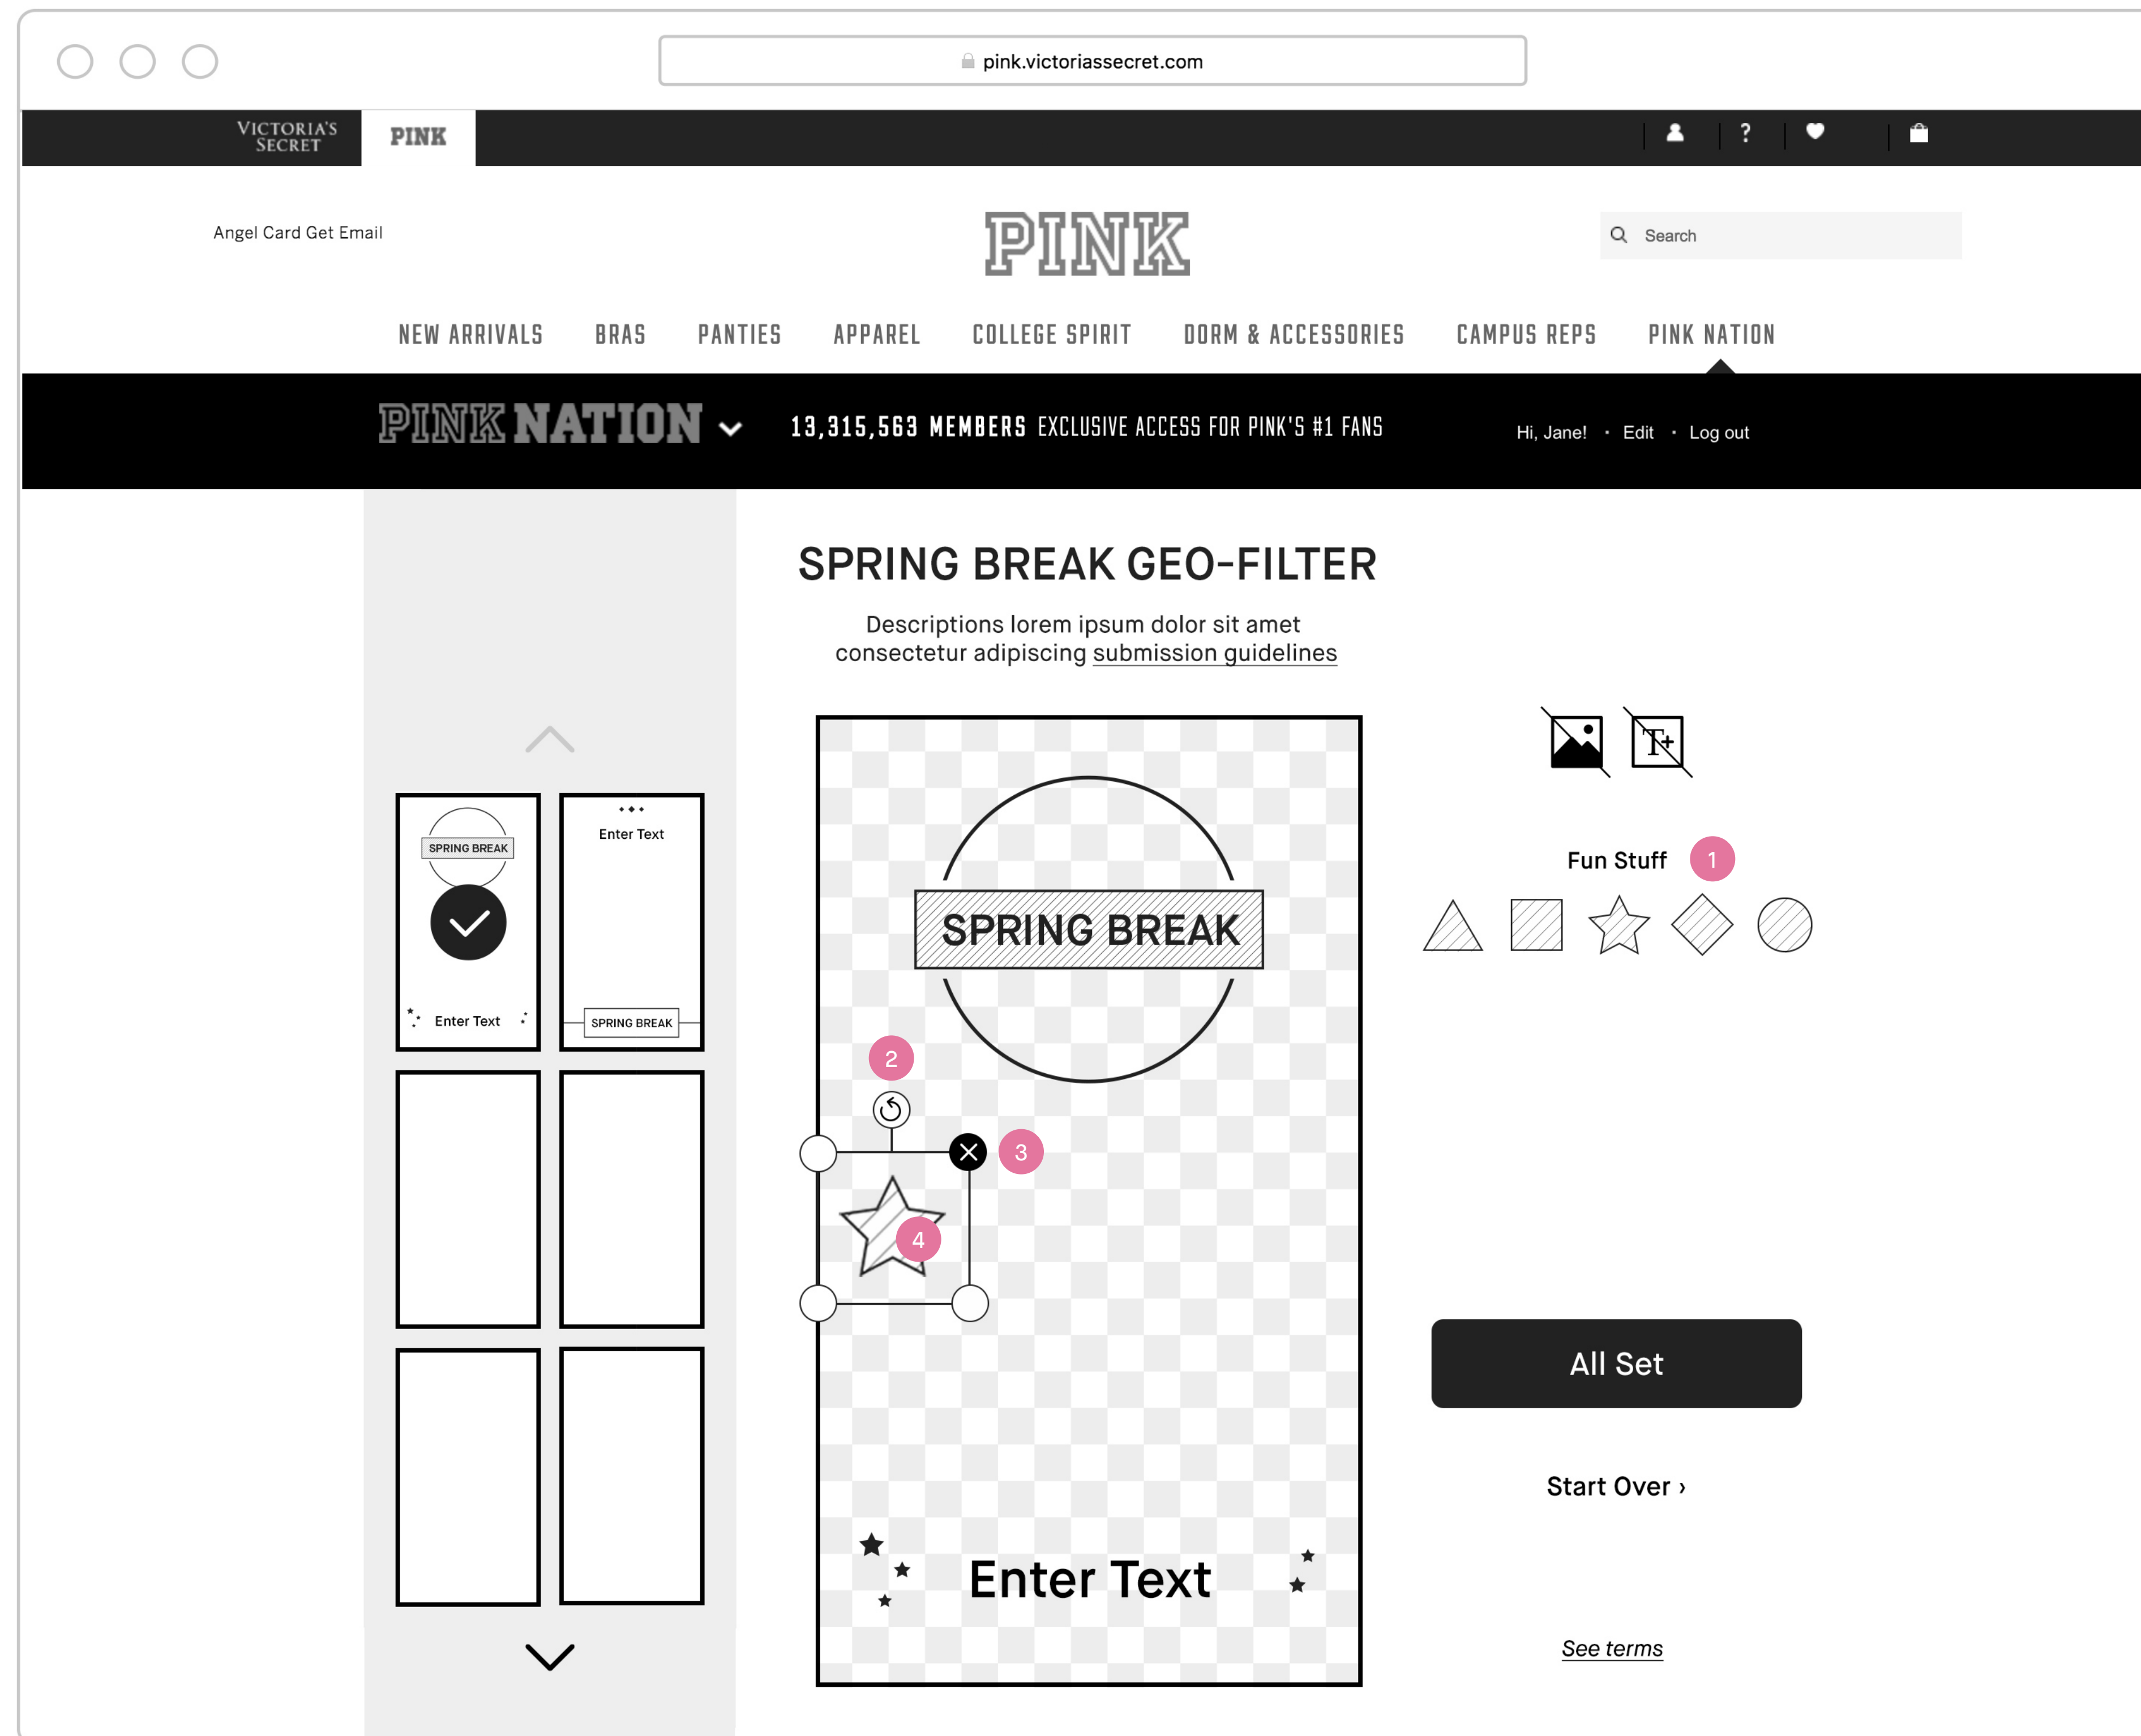 pink.victoriassecret.com
VICTORIA'S
SECRET
PINK
?
Angel Card Get Email
PINK
Search
NEW ARRIVALS BRAS PANTIES APPAREL COLLEGE SPIRIT DORM & ACCESSORIES CAMPUS REPS PINK NATION
PINK NATION
13,315,563 MEMBERS EXCLUSIVE ACCESS FOR PINK'S #1 FANS
Hi, Jane! · Edit · Log out
SPRING BREAK GEO-FILTER
Descriptions lorem ipsum dolor sit amet
consectetur adipiscing submission guidelines
SPRING BREAK
Enter Text
Enter Text
SPRING BREAK
SPRING BREAK
2
3
4
Enter Text
T+
Fun Stuff 1
All Set
Start Over ›
See terms